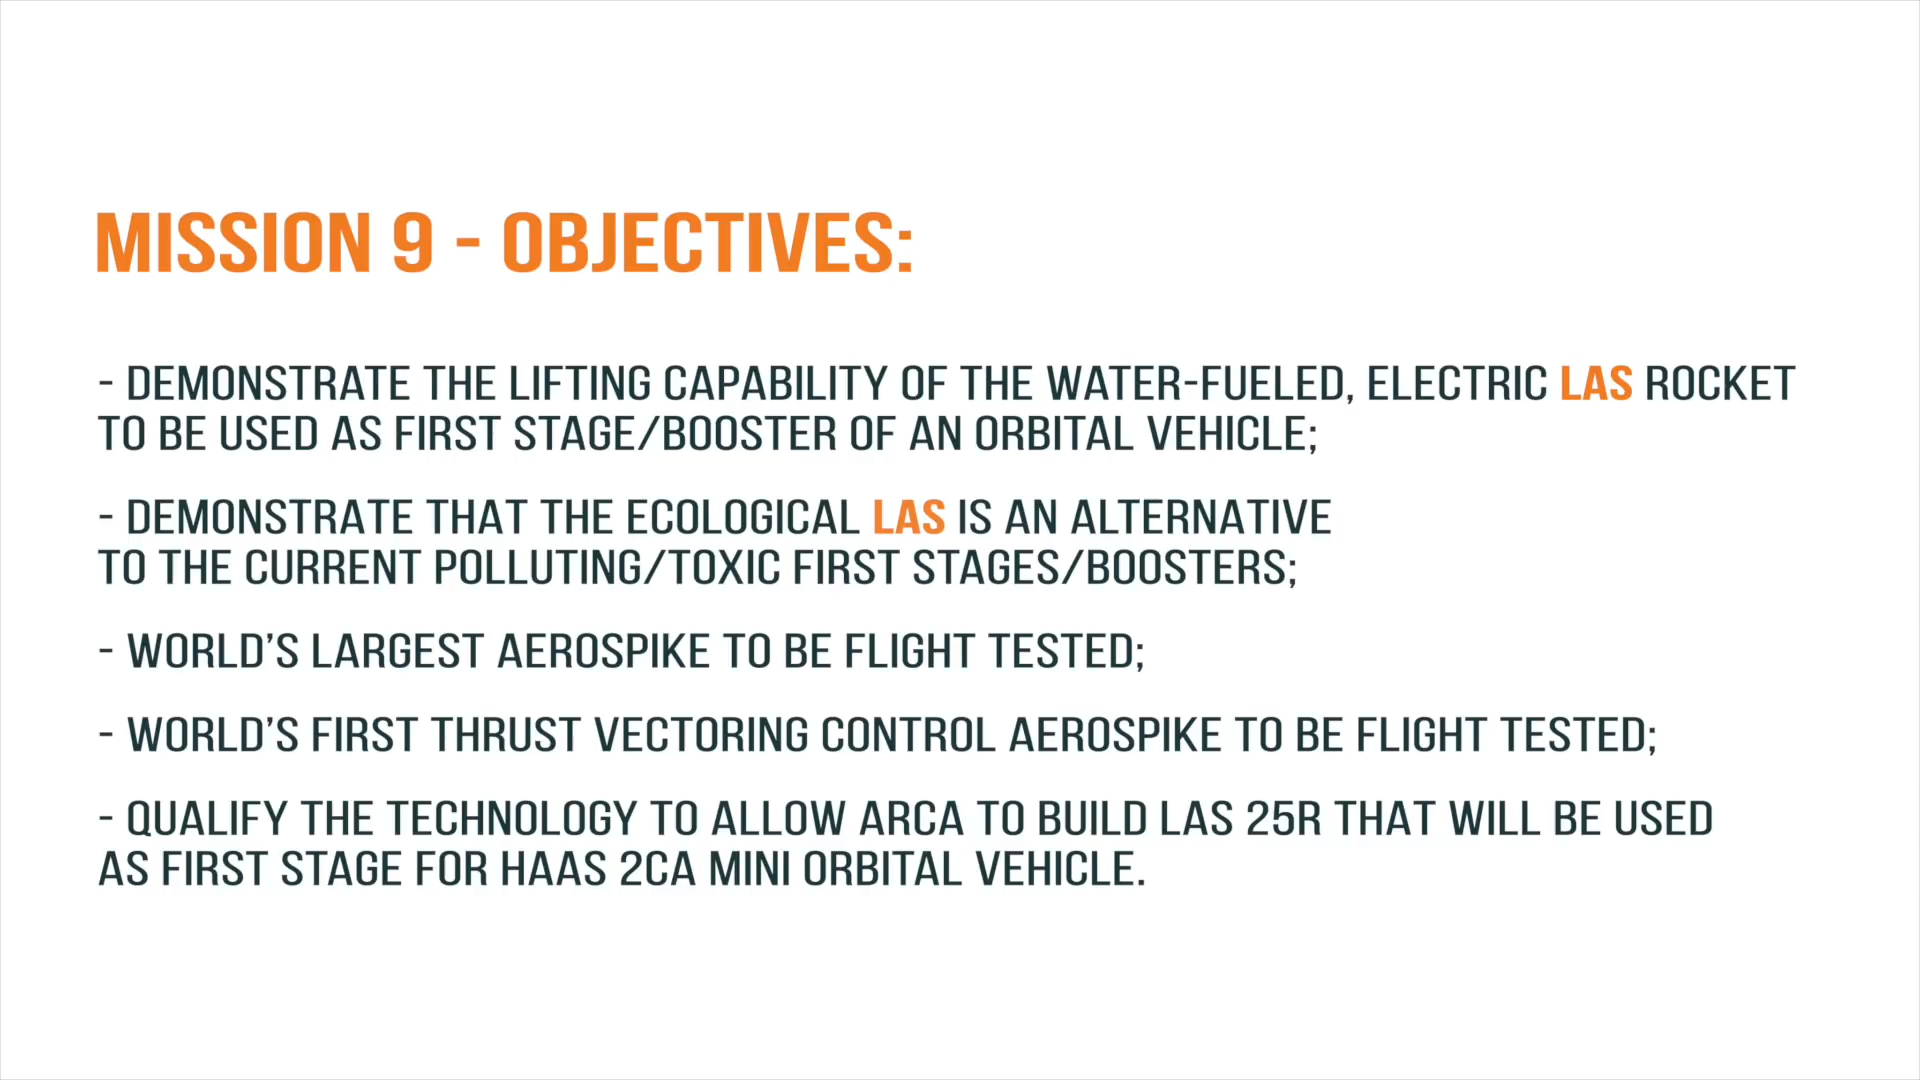 MISSION 9 - OBJECTIVES:
- DEMONSTRATE THE LIFTING CAPABILITY OF THE WATER-FUELED, ELECTRIC LAS ROCKET
TO BE USED AS FIRST STAGE/BOOSTER OF AN ORBITAL VEHICLE;
- DEMONSTRATE THAT THE ECOLOGICAL LAS IS AN ALTERNATIVE
TO THE CURRENT POLLUTING/TOXIC FIRST STAGES/BOOSTERS;
- WORLD’S LARGEST AEROSPIKE TO BE FLIGHT TESTED;
- WORLD’S FIRST THRUST VECTORING CONTROL AEROSPIKE TO BE FLIGHT TESTED;
- QUALIFY THE TECHNOLOGY TO ALLOW ARCA TO BUILD LAS 25R THAT WILL BE USED
AS FIRST STAGE FOR HAAS 2CA MINI ORBITAL VEHICLE.